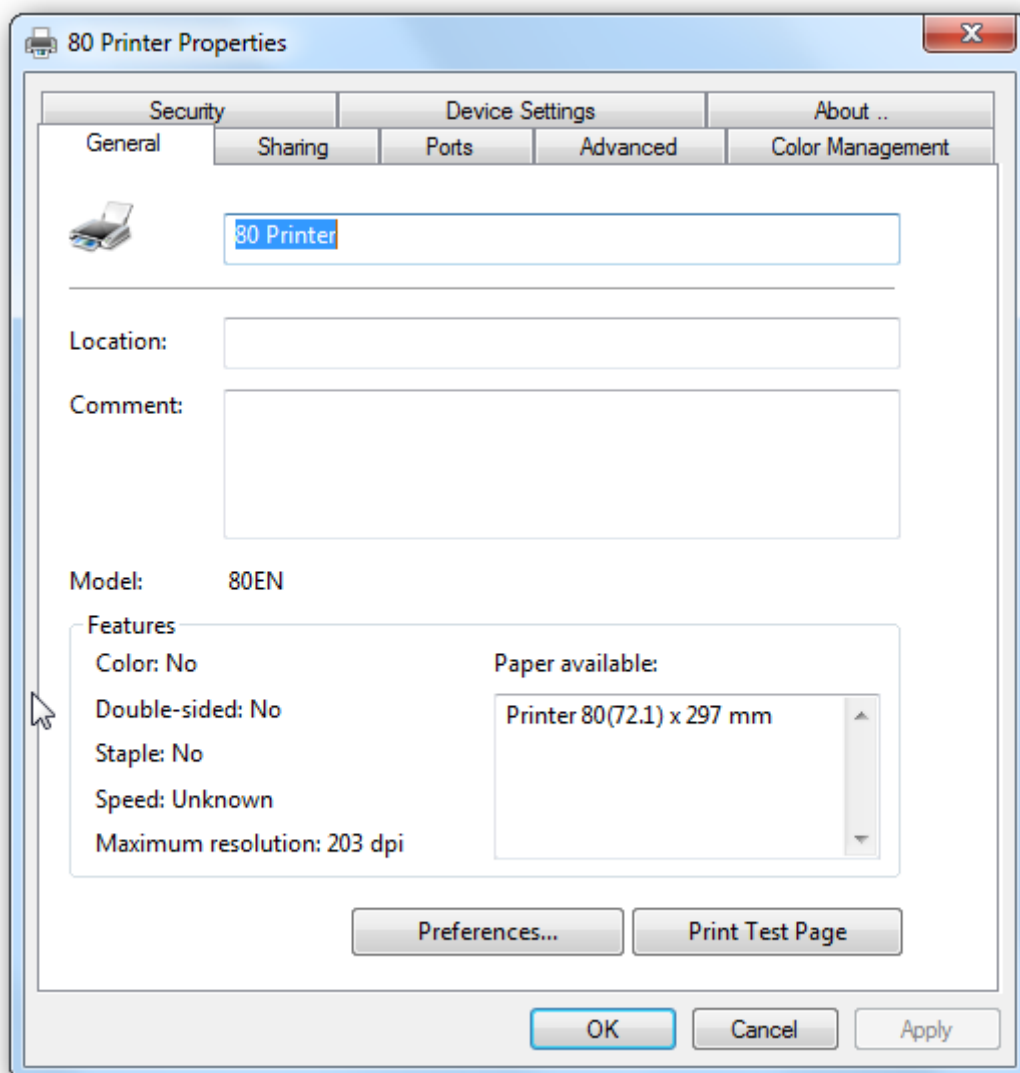 80 Printer Properties
X
Security Device Settings About ..
General Sharing Ports Advanced Color Management
80 Printer
Location:
Comment:
Model: 80EN
Features
Color: No Paper available:
Double-sided: No Printer 80(72.1) x 297 mm
Staple: No
Speed: Unknown
Maximum resolution: 203 dpi
Preferences... Print Test Page
OK Cancel Apply